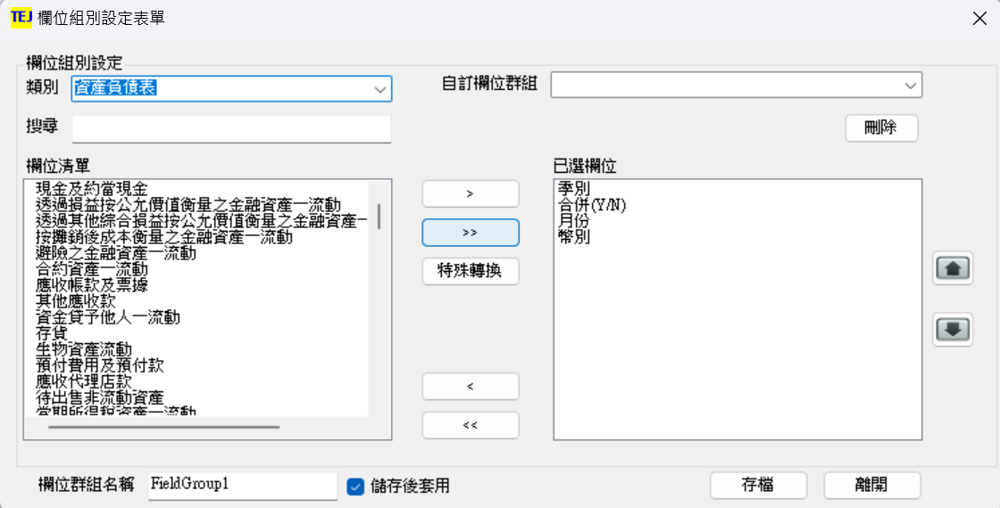 TEJ 欄位組別設定表單
欄位組別設定
類別 資產負債表
自訂欄位群組
搜尋
刪除
欄位清單
現金及約當現金
透過損益按公允價值衡量之金融資產－流動
透過其他綜合損益按公允價值衡量之金融資產－
按攤銷後成本衡量之金融資產－流動
避險之金融資產－流動
合約資產－流動
應收帳款及票據
其他應收款
資金貸予他人－流動
存貨
生物資產流動
預付費用及預付款
應收代理店款
待出售非流動資產
當期所得稅資產－流動
>
>>
特殊轉換
<
<<
已選欄位
季別
合併(Y/N)
月份
幣別
欄位群組名稱 FieldGroup1
儲存後套用
存檔
離開